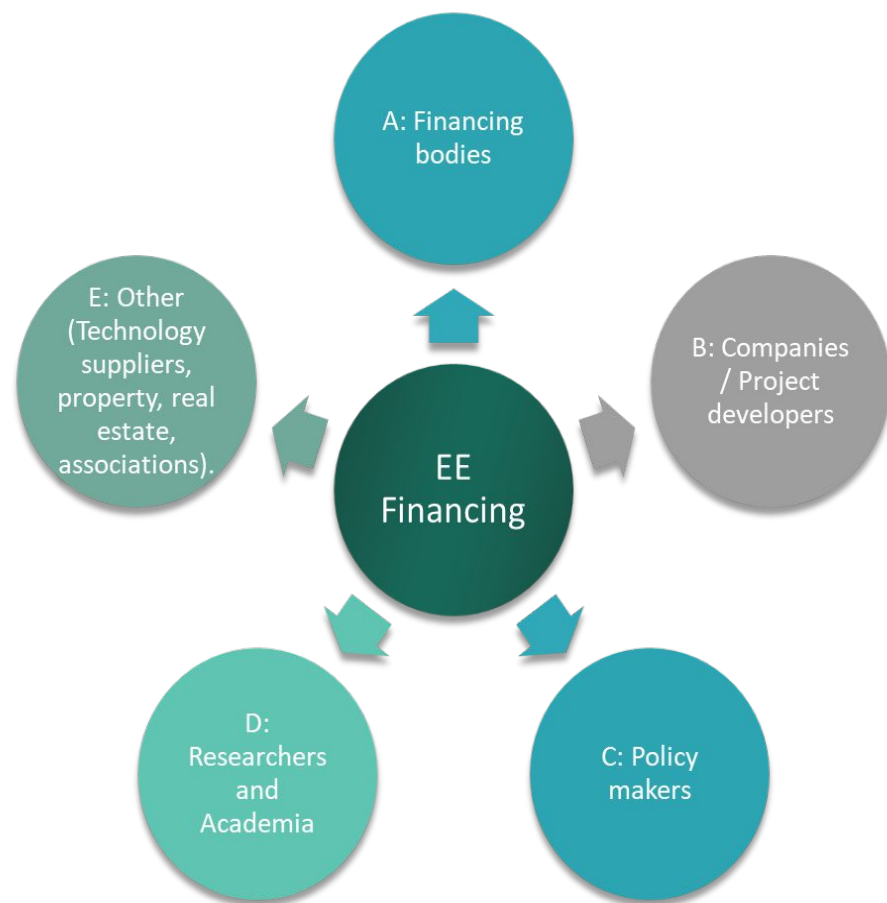 A: Financing
bodies
B: Companies
/ Project
developers
C: Policy
makers
D:
Researchers
and
Academia
E: Other
(Technology
suppliers,
property, real
estate,
associations).
EE
Financing